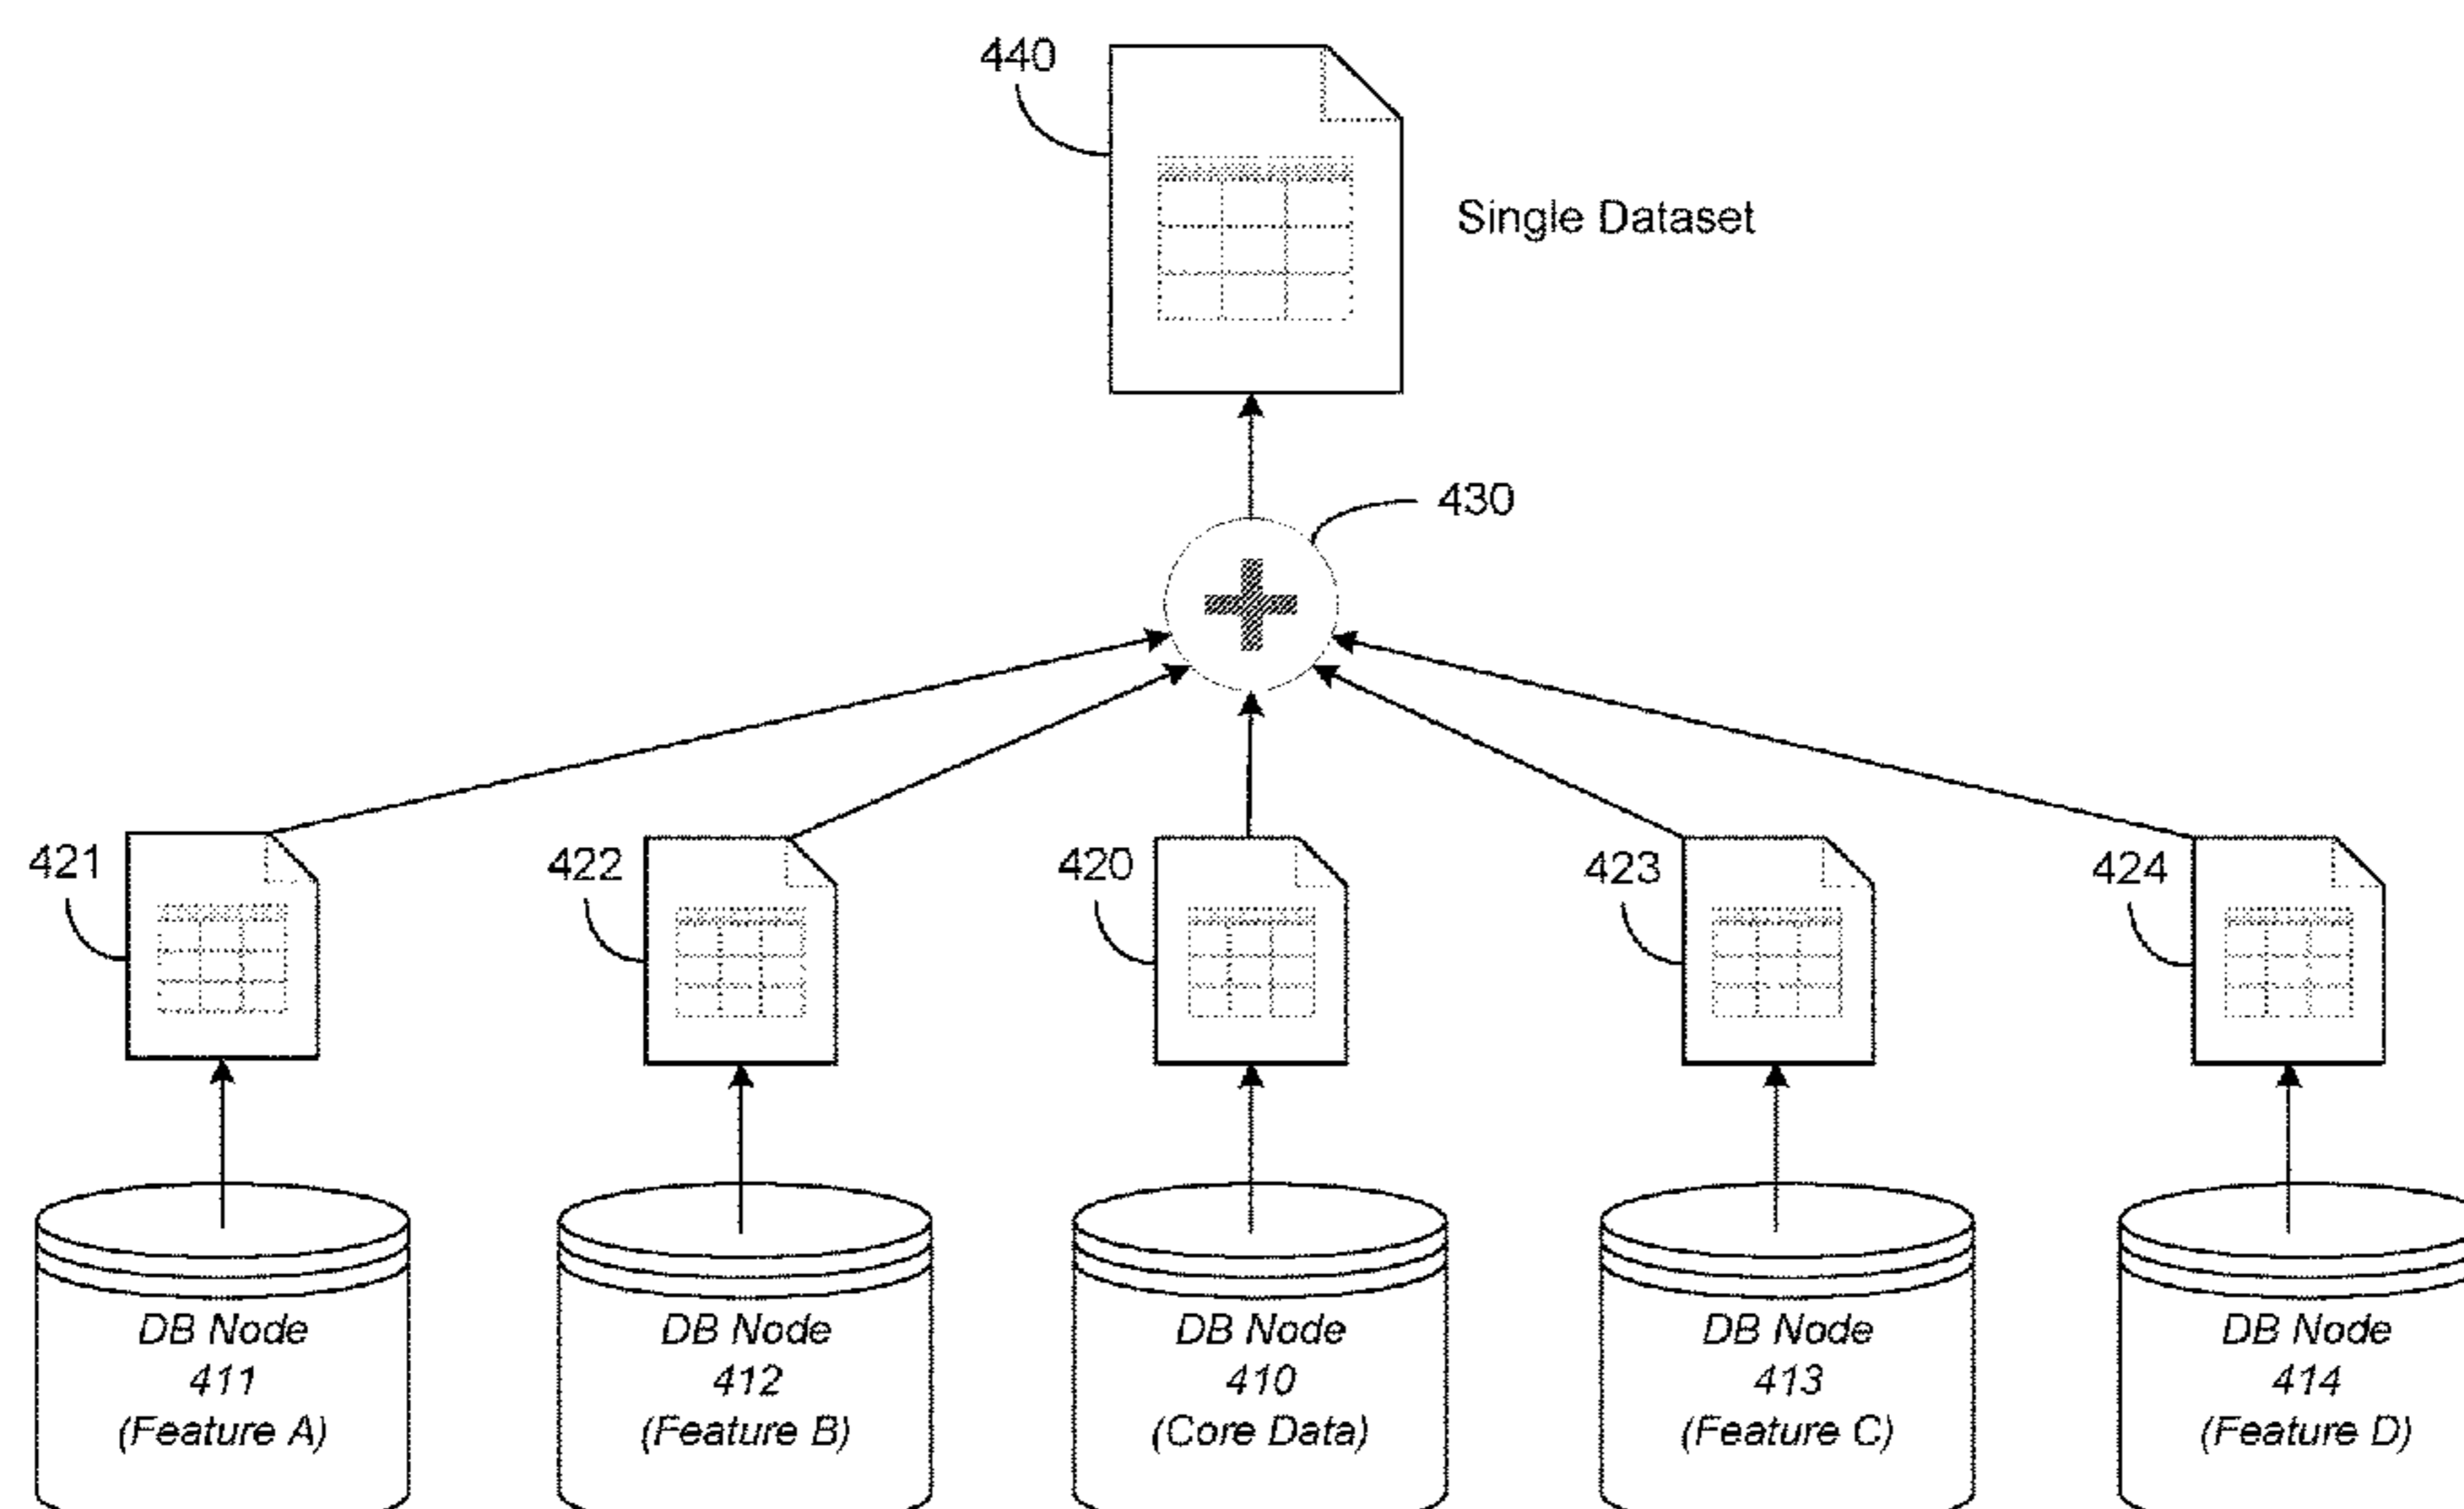 440
Single Dataset
430
421
422
420
423
424
DB Node
411
(Feature A)
DB Node
412
(Feature B)
DB Node
410
(Core Data)
DB Node
413
(Feature C)
DB Node
414
(Feature D)